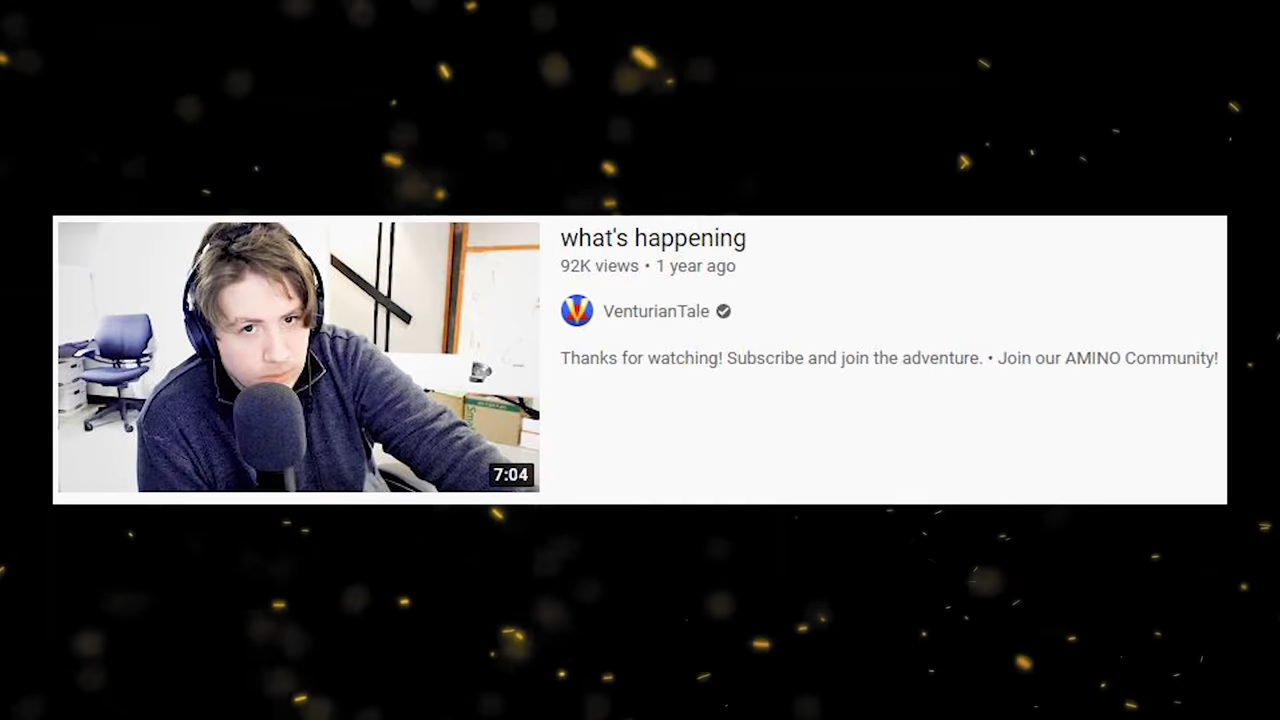 what's happening
92K views • 1 year ago
VenturianTale
Thanks for watching! Subscribe and join the adventure. • Join our AMINO Community!
7:04